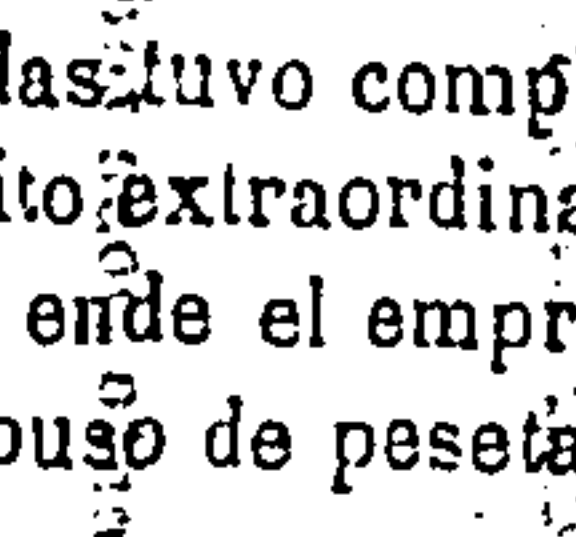 las tuvo comp
ito extraordina
ende el empr
puso de peseta